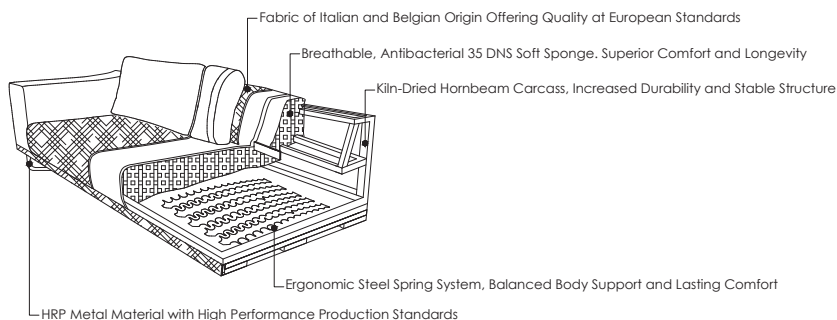 Fabric of Italian and Belgian Origin Offering Quality at European Standards
Breathable, Antibacterial 35 DNS Soft Sponge. Superior Comfort and Longevity
Kiln-Dried Hornbeam Carcass, Increased Durability and Stable Structure
Ergonomic Steel Spring System, Balanced Body Support and Lasting Comfort
HRP Metal Material with High Performance Production Standards